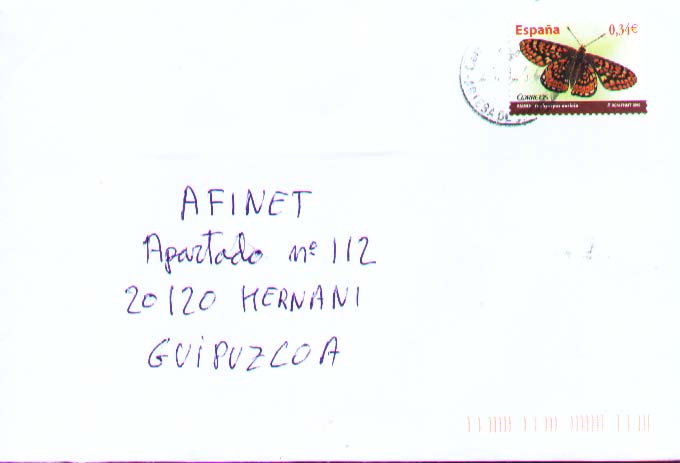 España 0,34€
CORREOS
AFINET
Apartado nº 112
20120 HERNANI
GUIPUZCOA